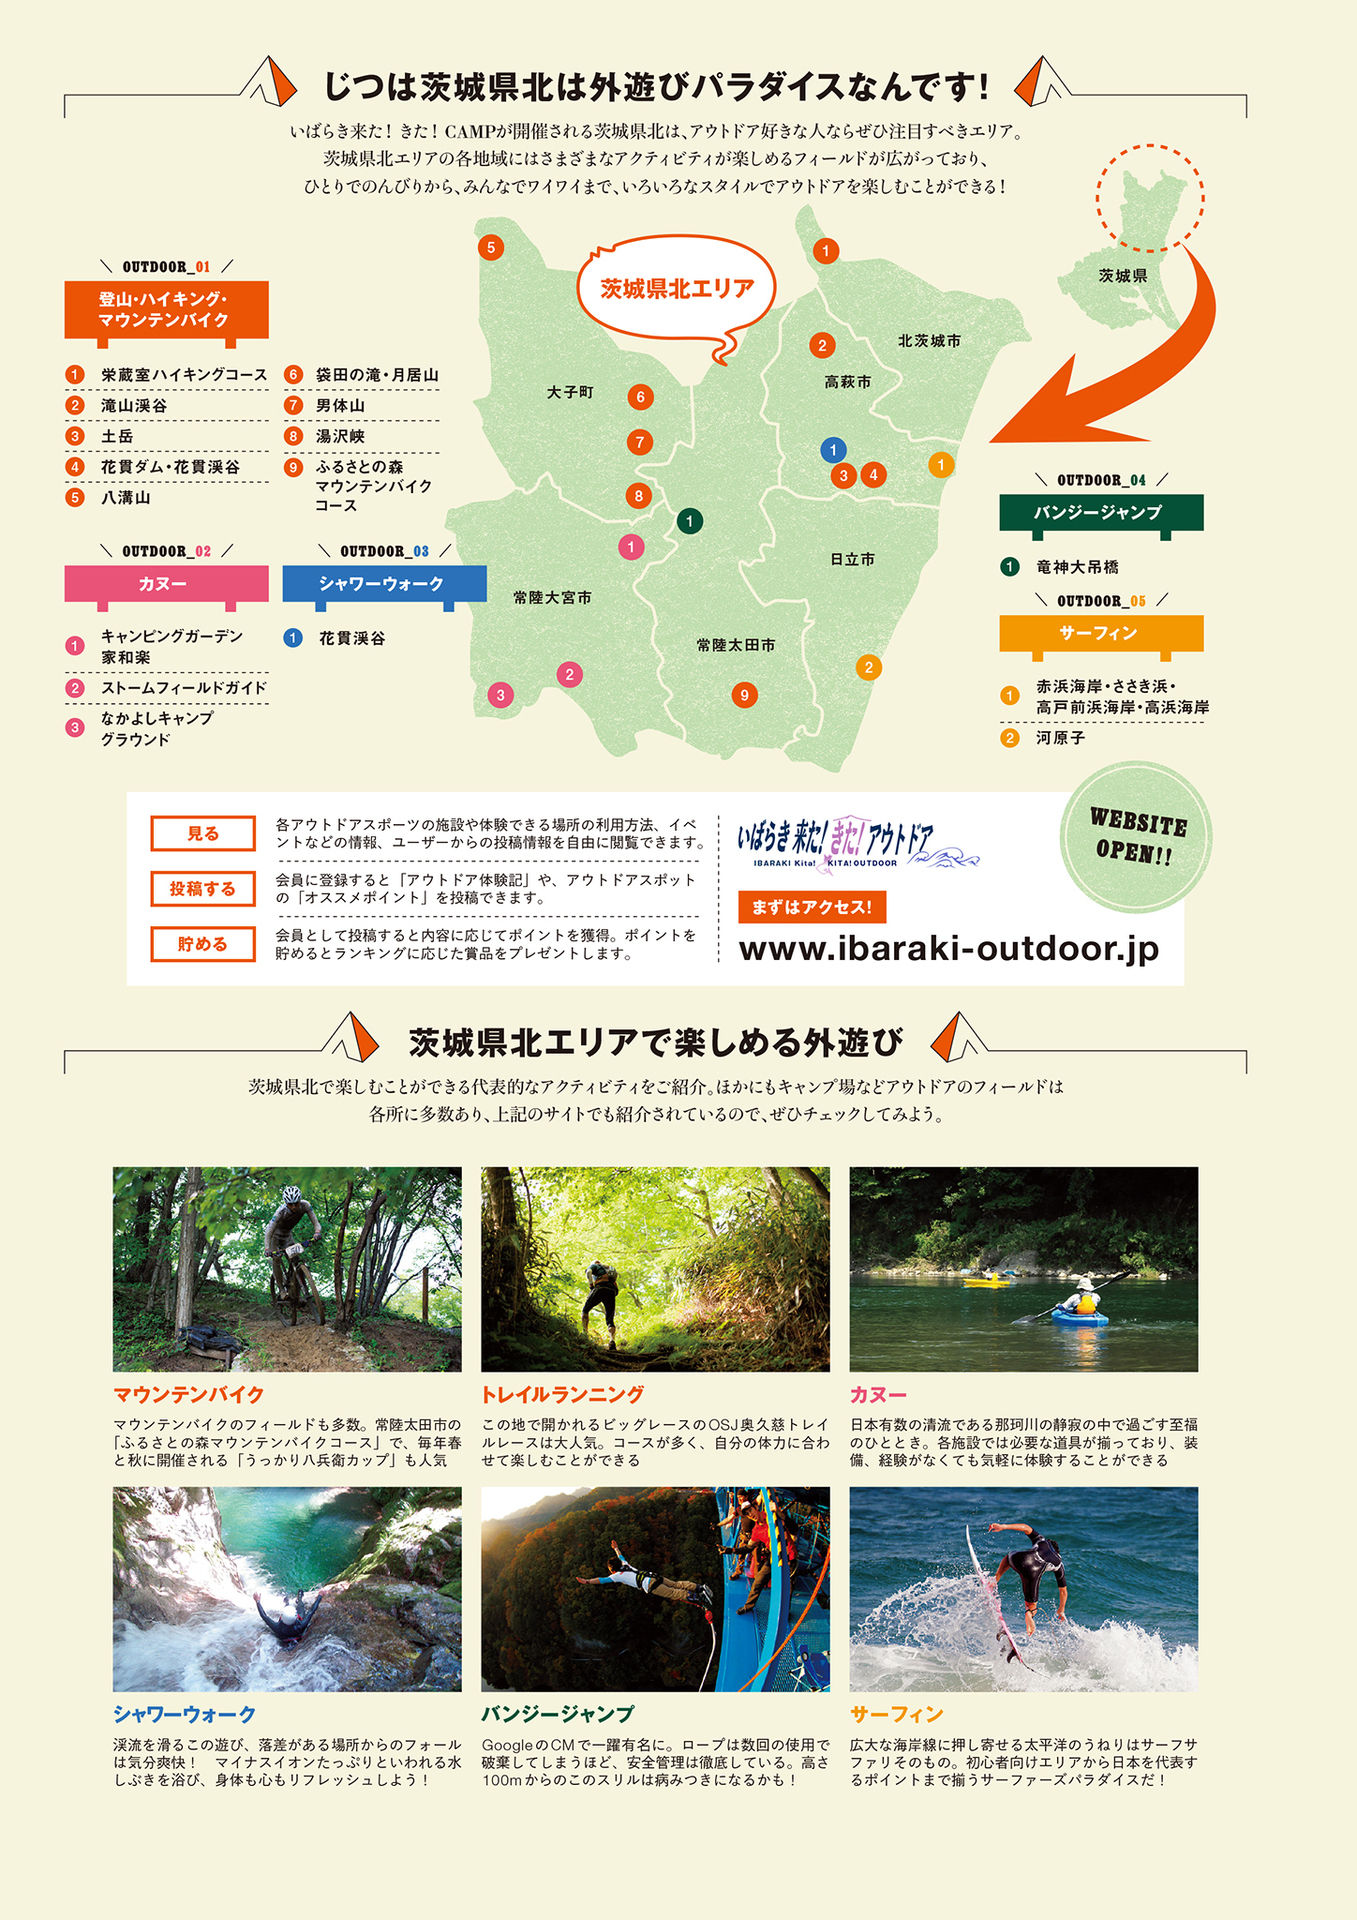 じつは茨城県北は外遊びパラダイスなんです!
いばらき来た! きた! CAMPが開催される茨城県北は、アウトドア好きな人ならぜひ注目すべきエリア。
茨城県北エリアの各地域にはさまざまなアクティビティが楽しめるフィールドが広がっており、
ひとりでのんびりから、みんなでワイワイまで、いろいろなスタイルでアウトドアを楽しむことができる!
茨城県
茨城県北エリア
OUTDOOR_01
登山・ハイキング・
マウンテンバイク
1 栄蔵室ハイキングコース
2 滝山渓谷
3 土岳
4 花貫ダム・花貫渓谷
5 八溝山
6 袋田の滝・月居山
7 男体山
8 湯沢峡
9 ふるさとの森
マウンテンバイク
コース
OUTDOOR_02
カヌー
1 キャンピングガーデン
家和楽
2 ストームフィールドガイド
3 なかよしキャンプ
グラウンド
OUTDOOR_03
シャワーウォーク
1 花貫渓谷
5
1
北茨城市
2
高萩市
大子町
6
7
1
3
4
1
8
1
1
日立市
常陸大宮市
常陸太田市
2
2
3
9
OUTDOOR_04
バンジージャンプ
1 竜神大吊橋
OUTDOOR_05
サーフィン
1 赤浜海岸・ささき浜・
高戸前浜海岸・高浜海岸
2 河原子
見る
各アウトドアスポーツの施設や体験できる場所の利用方法、イベ
ントなどの情報、ユーザーからの投稿情報を自由に閲覧できます。
投稿する
会員に登録すると「アウトドア体験記」や、アウトドアスポット
の「オススメポイント」を投稿できます。
貯める
会員として投稿すると内容に応じてポイントを獲得。ポイントを
貯めるとランキングに応じた賞品をプレゼントします。
いばらき 来た! きた! アウトドア
IBARAKI Kita! KITA! OUTDOOR
まずはアクセス!
www.ibaraki-outdoor.jp
WEBSITE
OPEN!!
茨城県北エリアで楽しめる外遊び
茨城県北で楽しむことができる代表的なアクティビティをご紹介。ほかにもキャンプ場などアウトドアのフィールドは
各所に多数あり、上記のサイトでも紹介されているので、ぜひチェックしてみよう。
マウンテンバイク
マウンテンバイクのフィールドも多数。常陸太田市の
「ふるさとの森マウンテンバイクコース」で、毎年春
と秋に開催される「うっかり八兵衛カップ」も人気
トレイルランニング
この地で開かれるビッグレースのOSJ奥久慈トレイ
ルレースは大人気。コースが多く、自分の体力に合わ
せて楽しむことができる
カヌー
日本有数の清流である那珂川の静寂の中で過ごす至福
のひととき。各施設では必要な道具が揃っており、装
備、経験がなくても気軽に体験することができる
シャワーウォーク
渓流を滑るこの遊び、落差がある場所からのフォール
は気分爽快! マイナスイオンたっぷりといわれる水
しぶきを浴び、身体も心もリフレッシュしよう!
バンジージャンプ
GoogleのCMで一躍有名に。ロープは数回の使用で
破棄してしまうほど、安全管理は徹底している。高さ
100mからのこのスリルは病みつきになるかも!
サーフィン
広大な海岸線に押し寄せる太平洋のうねりはサーフサ
ファリそのもの。初心者向けエリアから日本を代表す
るポイントまで揃うサーファーズパラダイスだ!